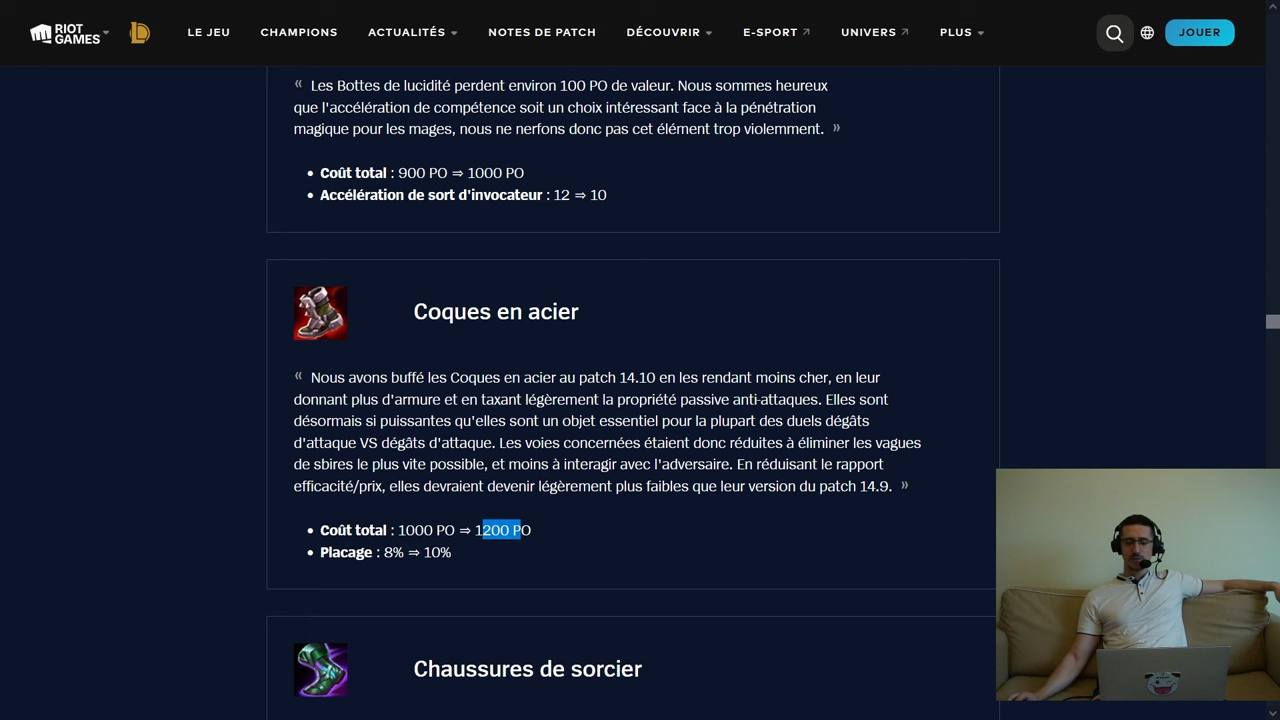 RIOT GAMES LE JEU CHAMPIONS ACTUALITÉS NOTES DE PATCH DÉCOUVRIR E-SPORT UNIVERS PLUS JOUER
« Les Bottes de lucidité perdent environ 100 PO de valeur. Nous sommes heureux
que l'accélération de compétence soit un choix intéressant face à la pénétration
magique pour les mages, nous ne nerfons donc pas cet élément trop violemment. »
• Coût total : 900 PO ⇒ 1000 PO
• Accélération de sort d'invocateur : 12 ⇒ 10
Coques en acier
« Nous avons buffé les Coques en acier au patch 14.10 en les rendant moins cher, en leur
donnant plus d'armure et en taxant légèrement la propriété passive anti-attaques. Elles sont
désormais si puissantes qu'elles sont un objet essentiel pour la plupart des duels dégâts
d'attaque VS dégâts d'attaque. Les voies concernées étaient donc réduites à éliminer les vagues
de sbires le plus vite possible, et moins à interagir avec l'adversaire. En réduisant le rapport
efficacité/prix, elles devraient devenir légèrement plus faibles que leur version du patch 14.9. »
• Coût total : 1000 PO ⇒ 1200 PO
• Placage : 8% ⇒ 10%
Chaussures de sorcier